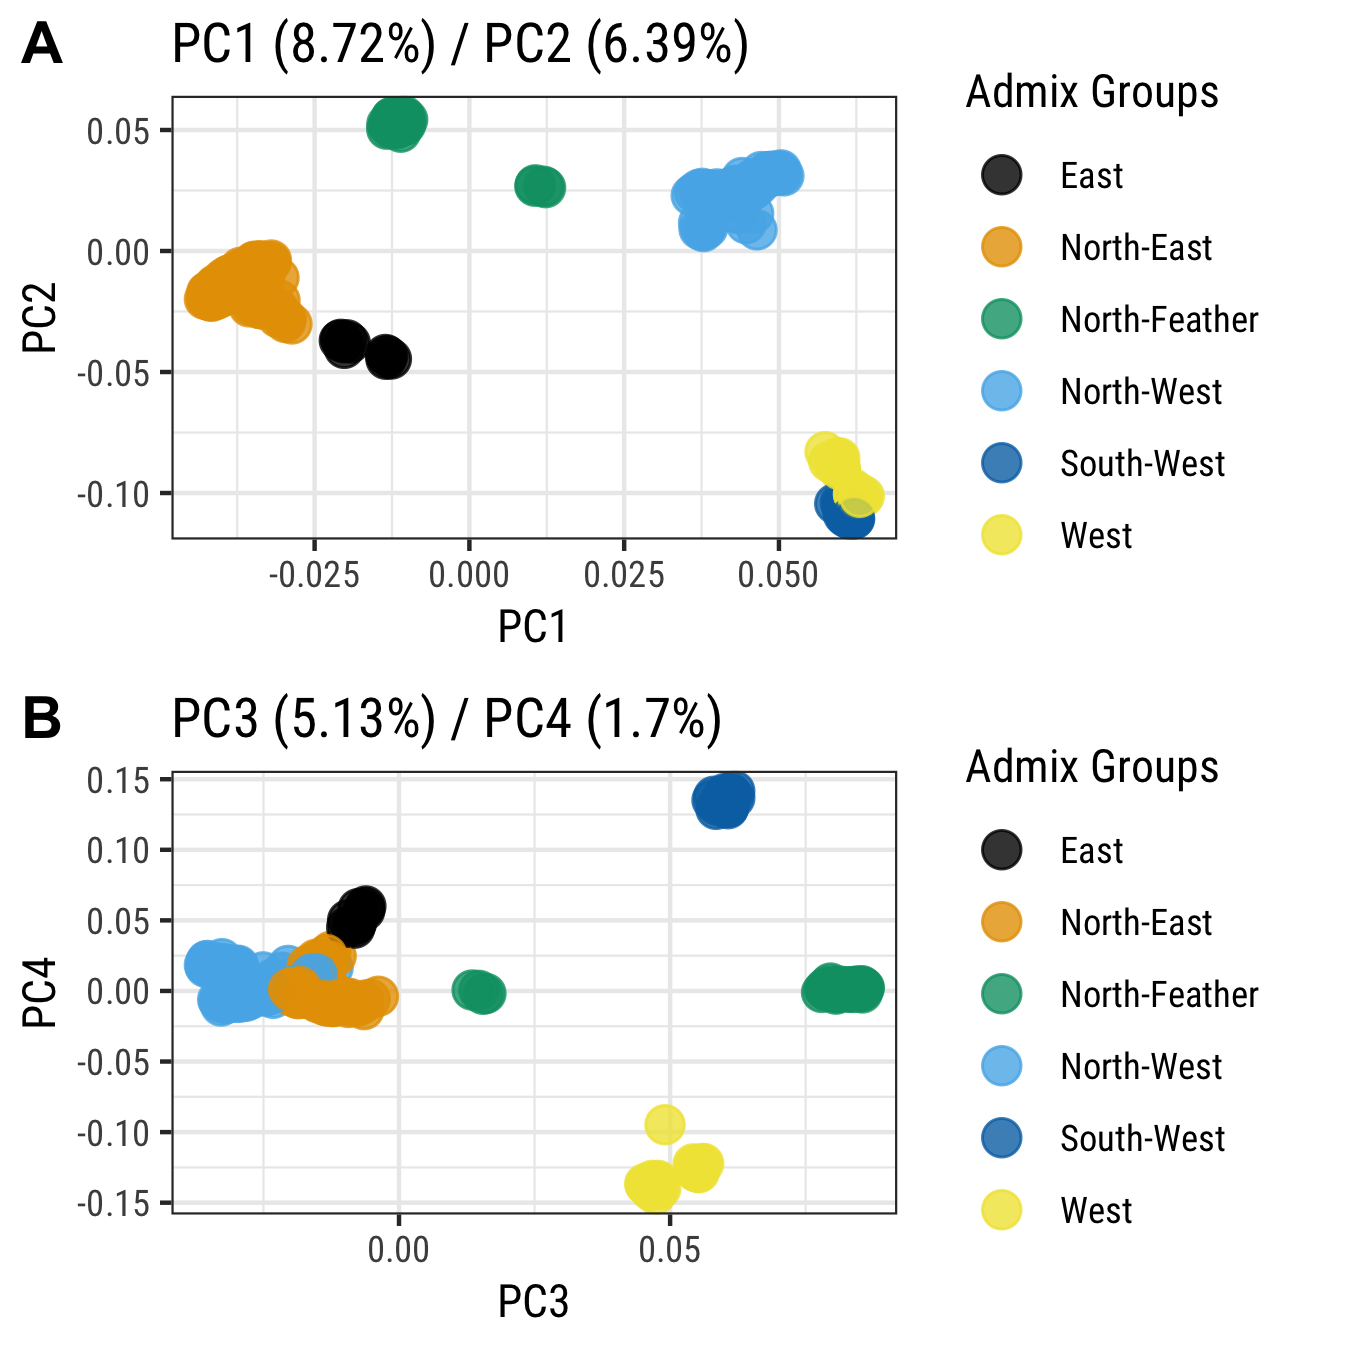 A
PC1 (8.72%) / PC2 (6.39%)
PC2
0.05
0.00
-0.05
-0.10
-0.025
0.000
0.025
0.050
PC1
Admix Groups
East
North-East
North-Feather
North-West
South-West
West
B
PC3 (5.13%) / PC4 (1.7%)
PC4
0.15
0.10
0.05
0.00
-0.05
-0.10
-0.15
0.00
0.05
PC3
Admix Groups
East
North-East
North-Feather
North-West
South-West
West